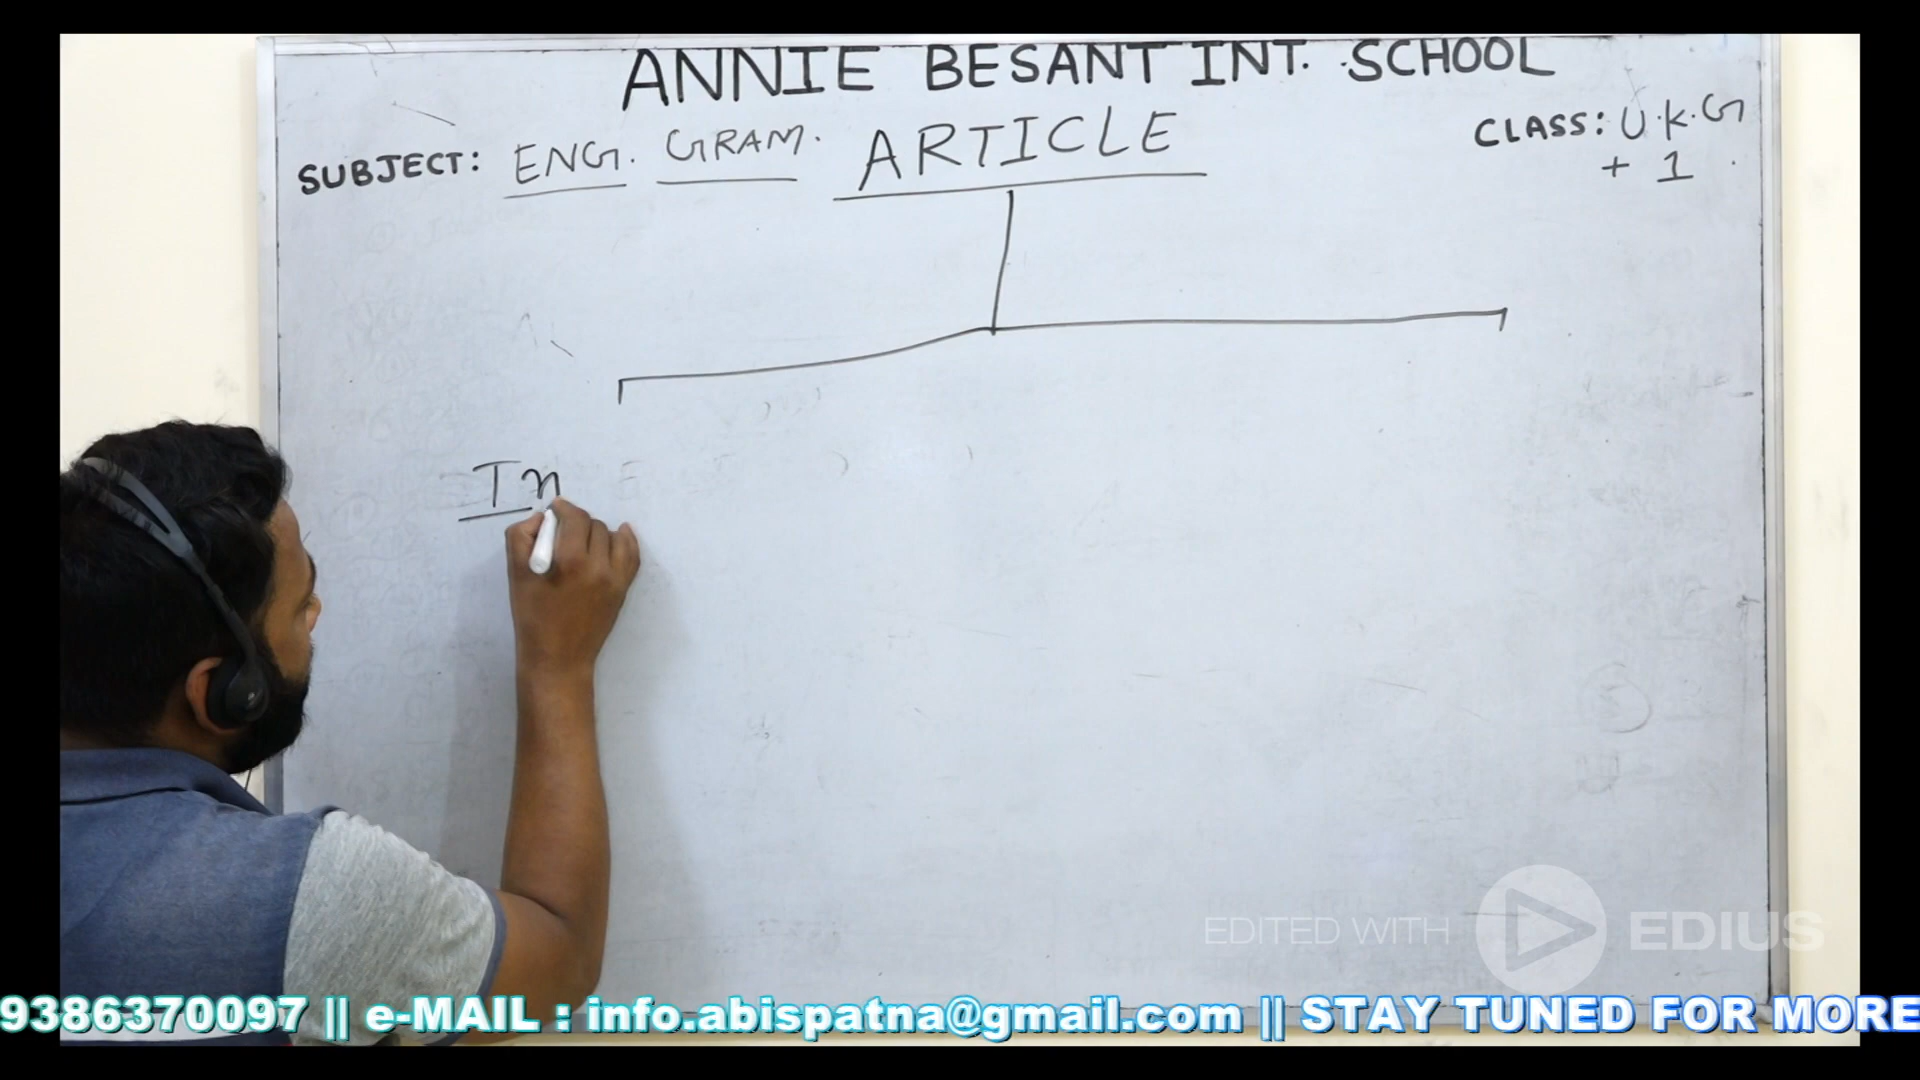 ANNIE BESANT INT. SCHOOL
SUBJECT: ENG. GRAM. ARTICLE
CLASS: U.K.G
+ 1
In
EDITED WITH EDIUS
9386370097 || e-MAIL : info.abispatna@gmail.com || STAY TUNED FOR MORE